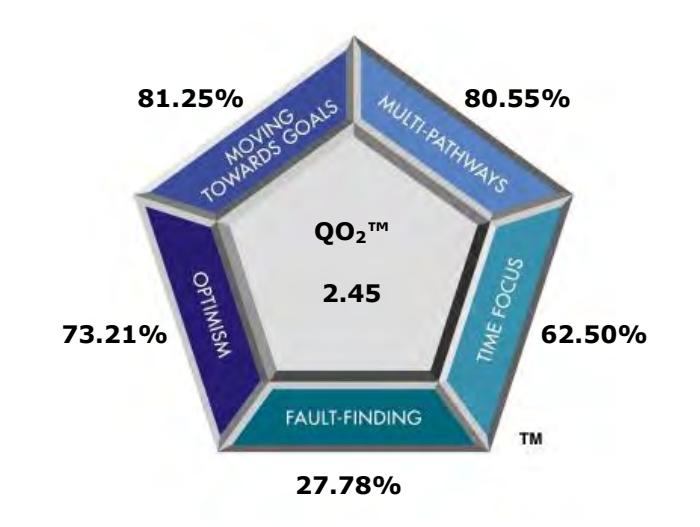 81.25%
80.55%
MOVING
TOWARDS GOALS
MULTI-PATHWAYS
QO₂™
2.45
OPTIMISM
TIME FOCUS
73.21%
62.50%
FAULT-FINDING
TM
27.78%